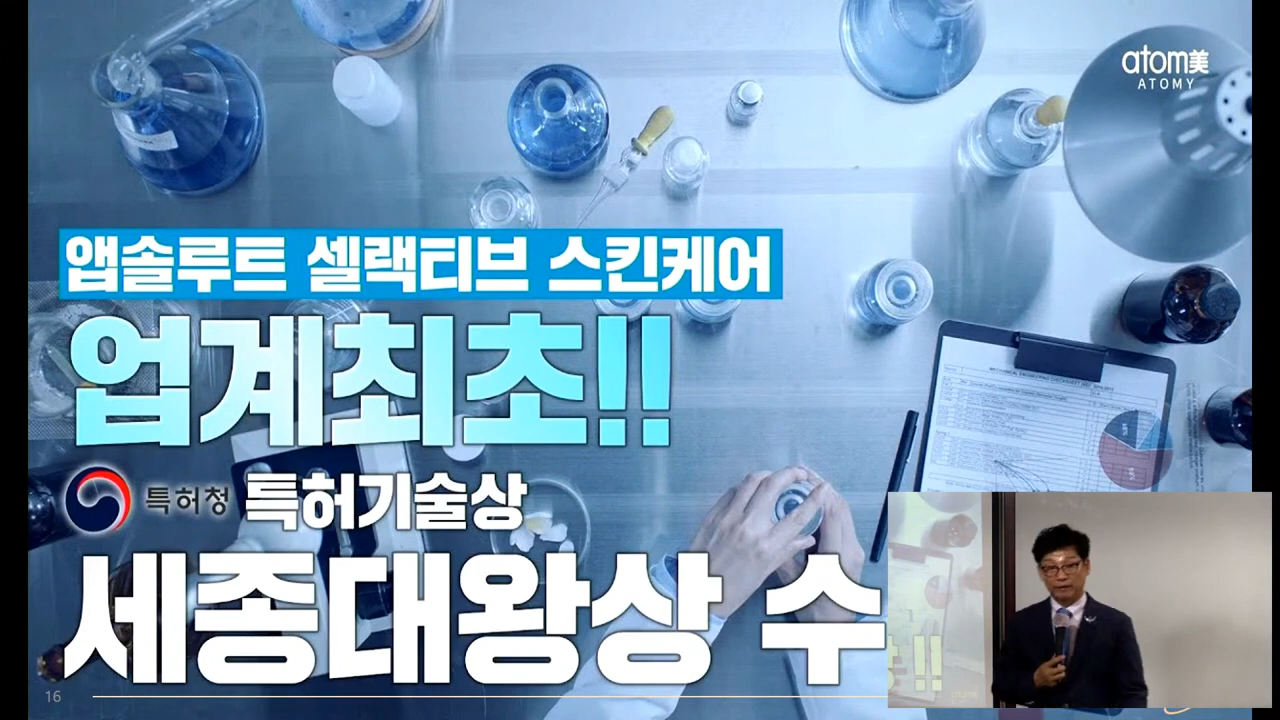 atom美
ATOMY
앱솔루트 셀랙티브 스킨케어
업계최초!!
특허청 특허기술상
세종대왕상 수
16
!!